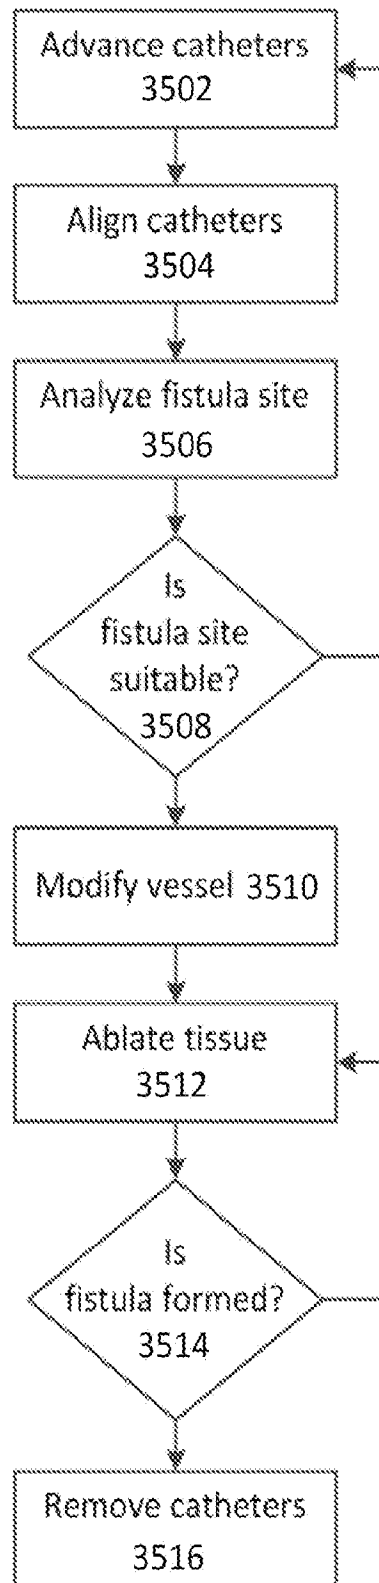 Advance catheters
3502
Align catheters
3504
Analyze fistula site
3506
Is
fistula site
suitable?
3508
Modify vessel 3510
Ablate tissue
3512
Is
fistula formed?
3514
Remove catheters
3516